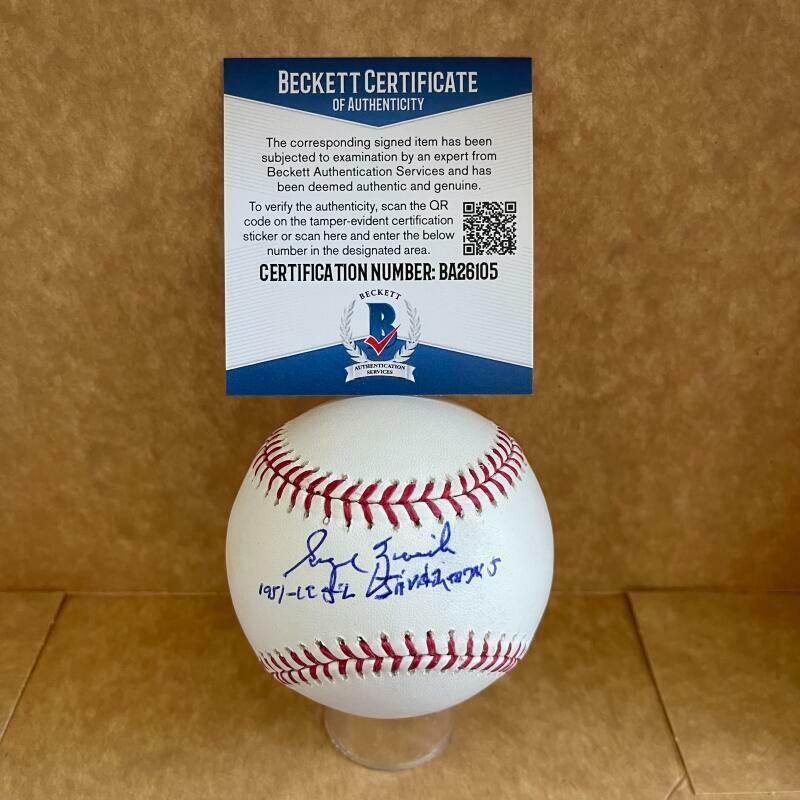 BECKETT CERTIFICATE
OF AUTHENTICITY
The corresponding signed item has been
subjected to examination by an expert from
Beckett Authentication Services and has
been deemed authentic and genuine.
To verify the authenticity, scan the QR
code on the tamper-evident certification
sticker or scan here and enter the below
number in the designated area.
CERTIFICATION NUMBER: BA26105
BECKETT
B
AUTHENTICATION
SERVICES